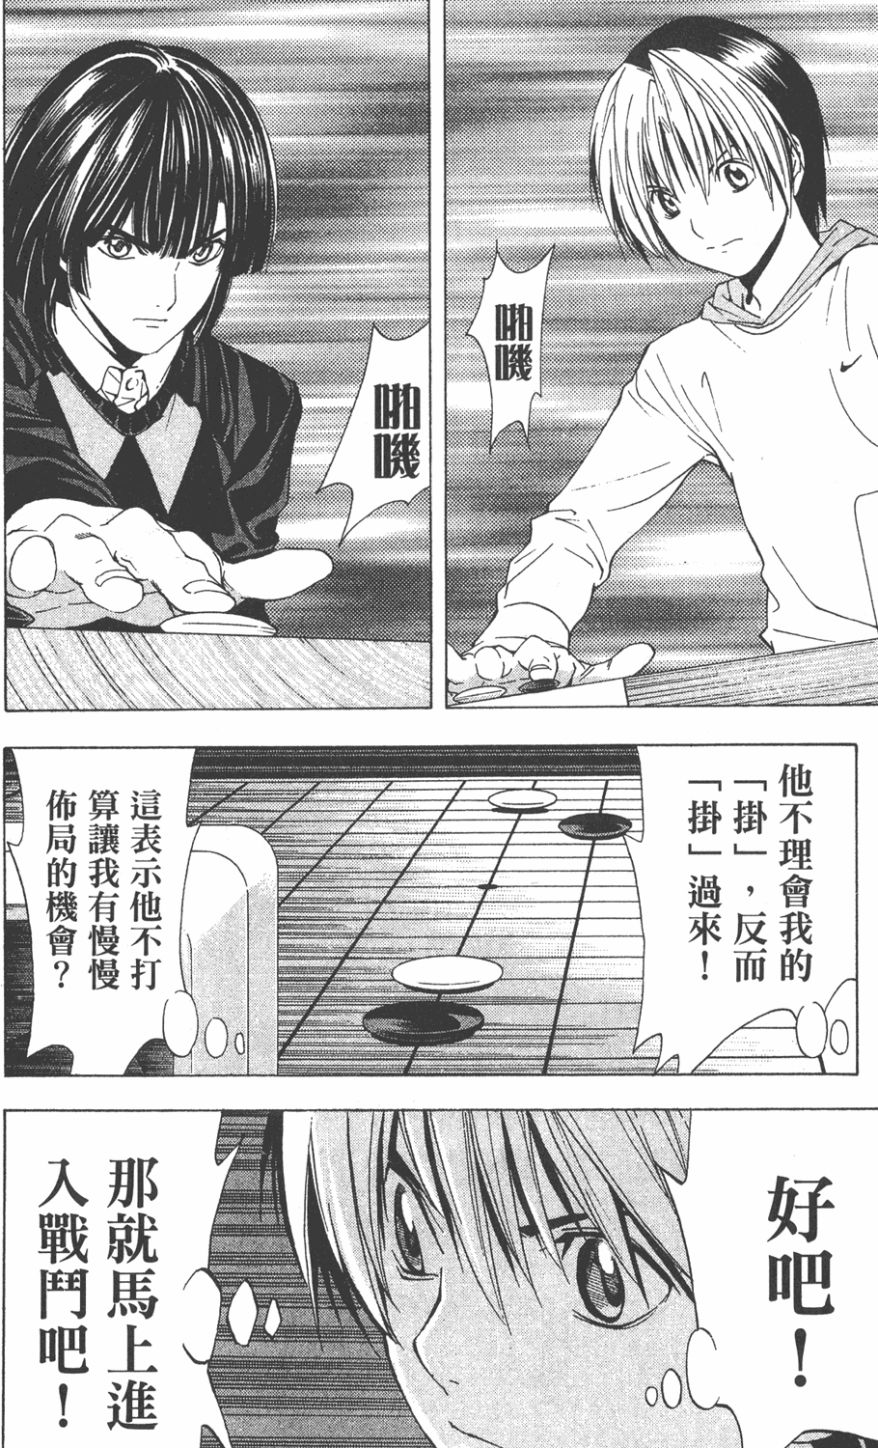 啪嘰
啪嘰
他不理會我的
「掛」，反而
「掛」過來！
這表示他不打
算讓我有慢慢
佈局的機會？
好吧！
那就馬上進
入戰鬥吧！